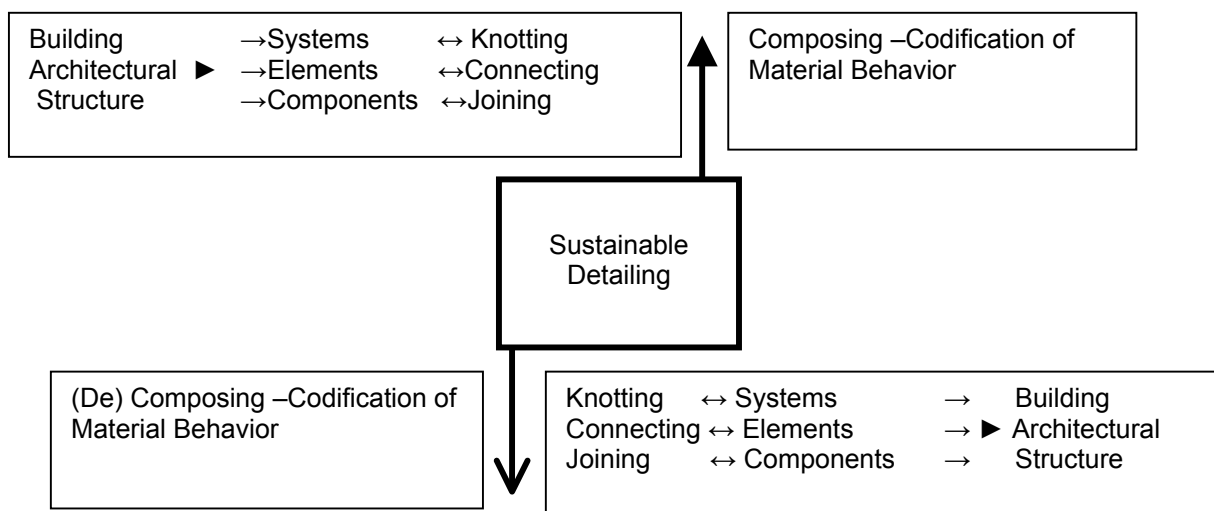 Building →Systems ↔ Knotting
Architectural ► →Elements ↔Connecting
Structure →Components ↔Joining
Composing –Codification of
Material Behavior
Sustainable
Detailing
(De) Composing –Codification of
Material Behavior
Knotting ↔ Systems → Building
Connecting ↔ Elements → ► Architectural
Joining ↔ Components → Structure